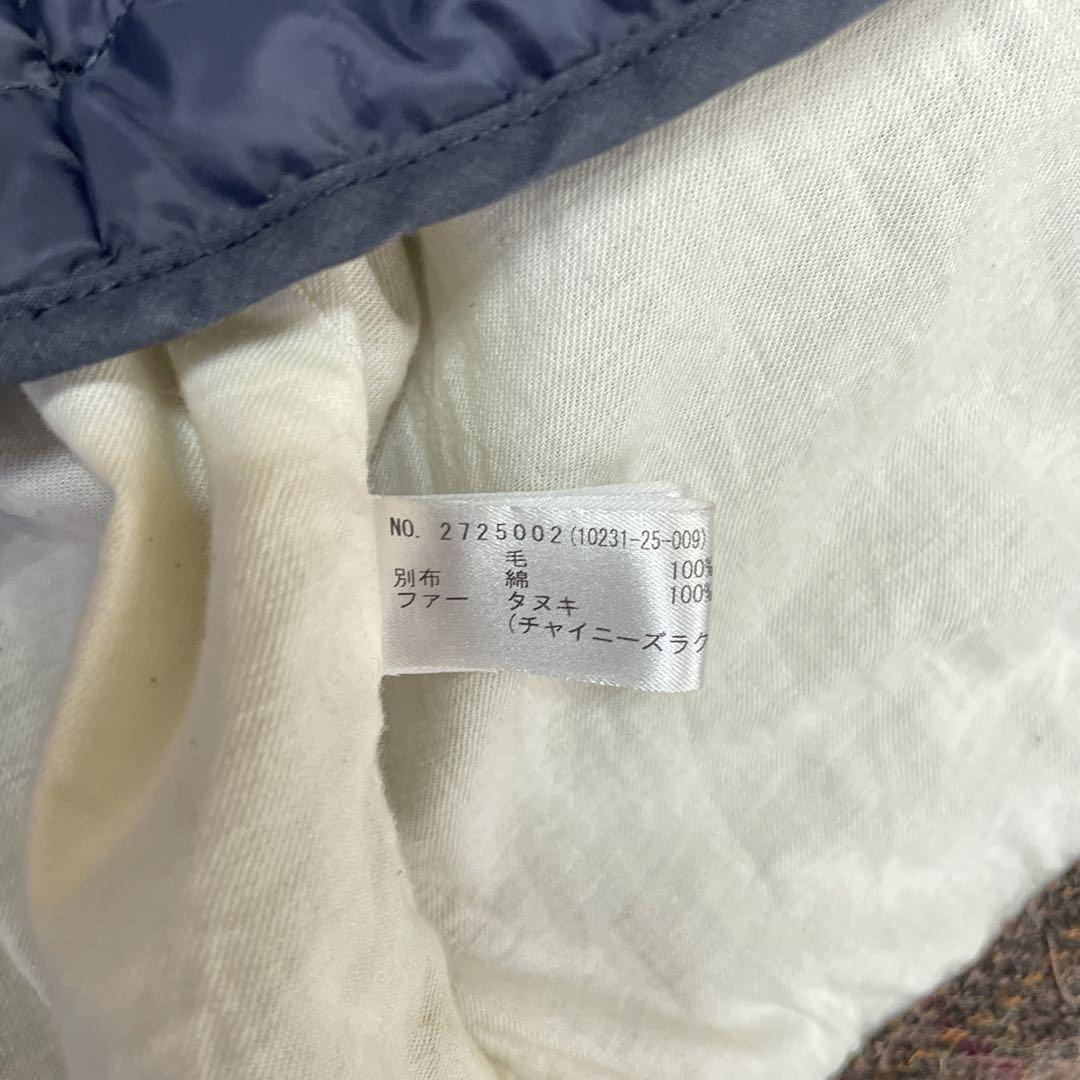 NO. 2725002(10231-25-009)
毛 100%
別布 綿 100%
ファー タヌキ
(チャイニーズラク